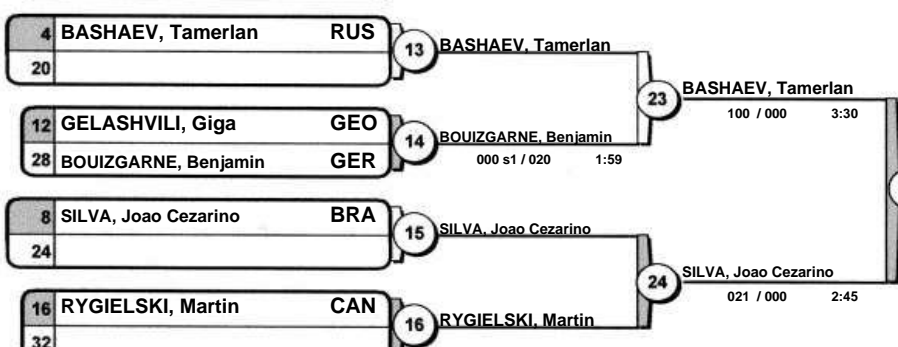 4 BASHAEV, Tamerlan RUS
20
13 BASHAEV, Tamerlan
12 GELASHVILI, Giga GEO
28 BOUIZGARNE, Benjamin GER
14 BOUIZGARNE, Benjamin
000 s1 / 020 1:59
23 BASHAEV, Tamerlan
100 / 000 3:30
8 SILVA, Joao Cezarino BRA
24
15 SILVA, Joao Cezarino
16 RYGIELSKI, Martin CAN
32
16 RYGIELSKI, Martin
24 SILVA, Joao Cezarino
021 / 000 2:45